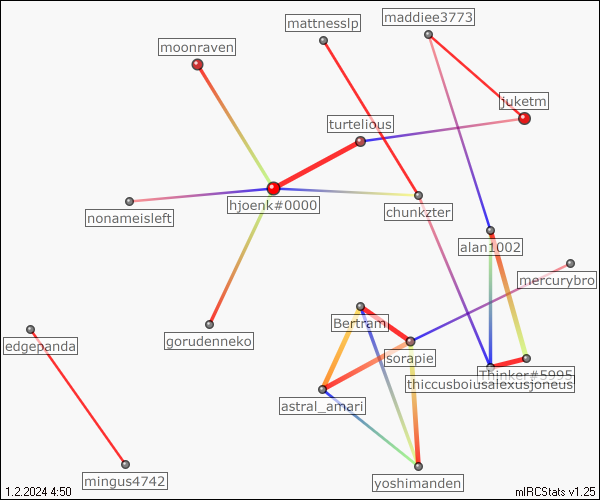 maddiee3773
mattnesslp
moonraven
juketm
turtelious
hjoenk#0000
chunkzter
nonameisleft
alan1002
mercurybro
Bertram
gorudenneko
edgepanda
sorapie
Thinker#5995
thiccusboiusalexusjoneus
astral_amari
mingus4742
yoshimanden
1.2.2024 4:50
mIRCStats v1.25